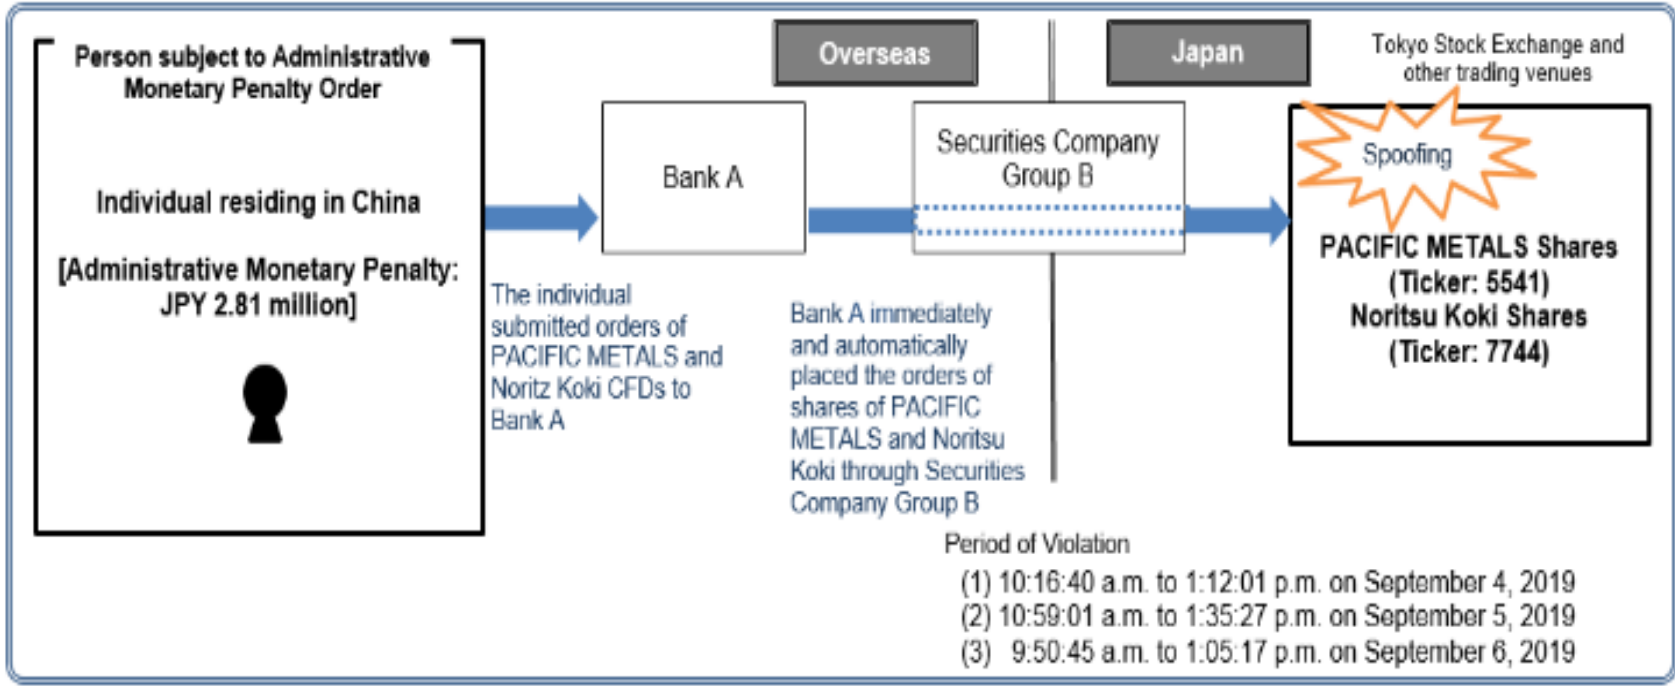 Person subject to Administrative
Monetary Penalty Order
Individual residing in China
[Administrative Monetary Penalty:
JPY 2.81 million]
The individual
submitted orders of
PACIFIC METALS and
Noritz Koki CFDs to
Bank A
Overseas
Japan
Bank A
Securities Company
Group B
Bank A immediately
and automatically
placed the orders of
shares of PACIFIC
METALS and Noritsu
Koki through Securities
Company Group B
Tokyo Stock Exchange and
other trading venues
Spoofing
PACIFIC METALS Shares
(Ticker: 5541)
Noritsu Koki Shares
(Ticker: 7744)
Period of Violation
(1) 10:16:40 a.m. to 1:12:01 p.m. on September 4, 2019
(2) 10:59:01 a.m. to 1:35:27 p.m. on September 5, 2019
(3) 9:50:45 a.m. to 1:05:17 p.m. on September 6, 2019